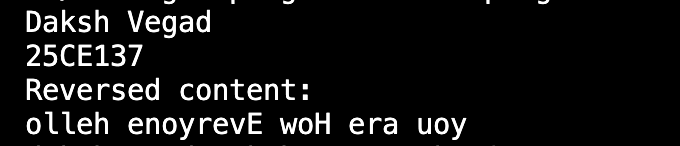 Daksh Vegad
25CE137
Reversed content:
olleh enoyrevE woH era uoy